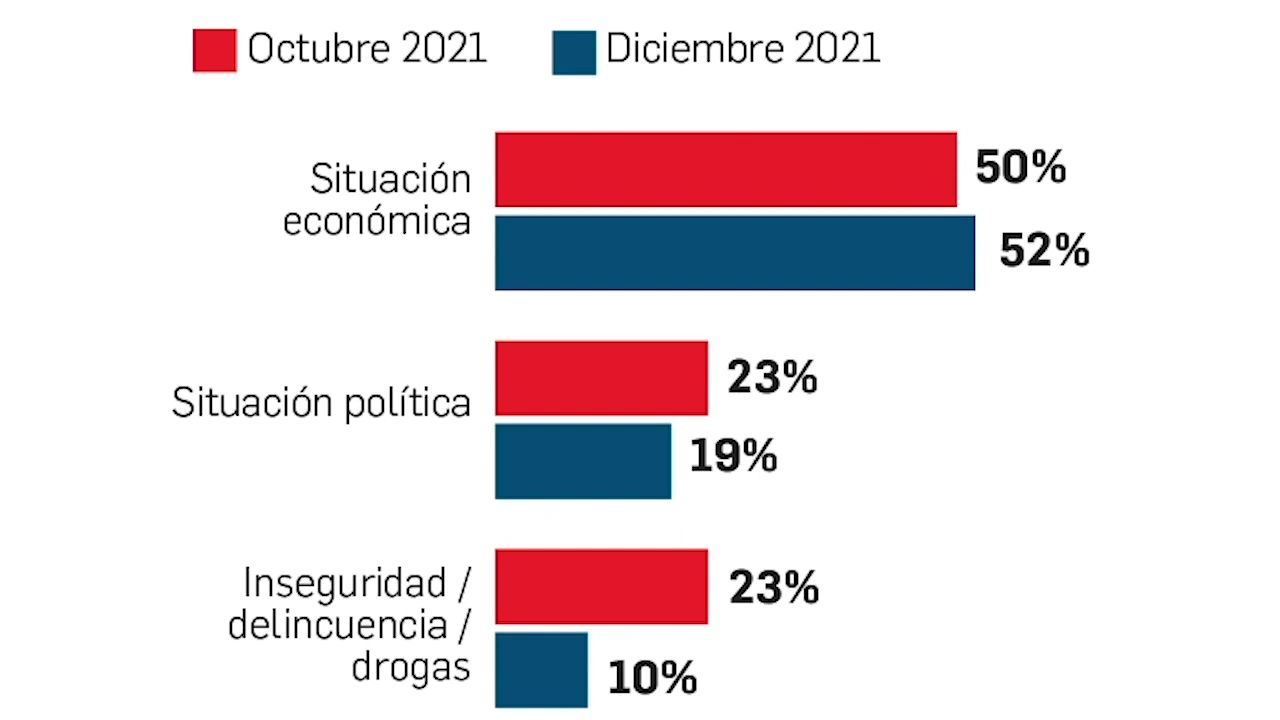 Octubre 2021 Diciembre 2021
Situación
económica
50%
52%
Situación política
23%
19%
Inseguridad /
delincuencia /
drogas
23%
10%